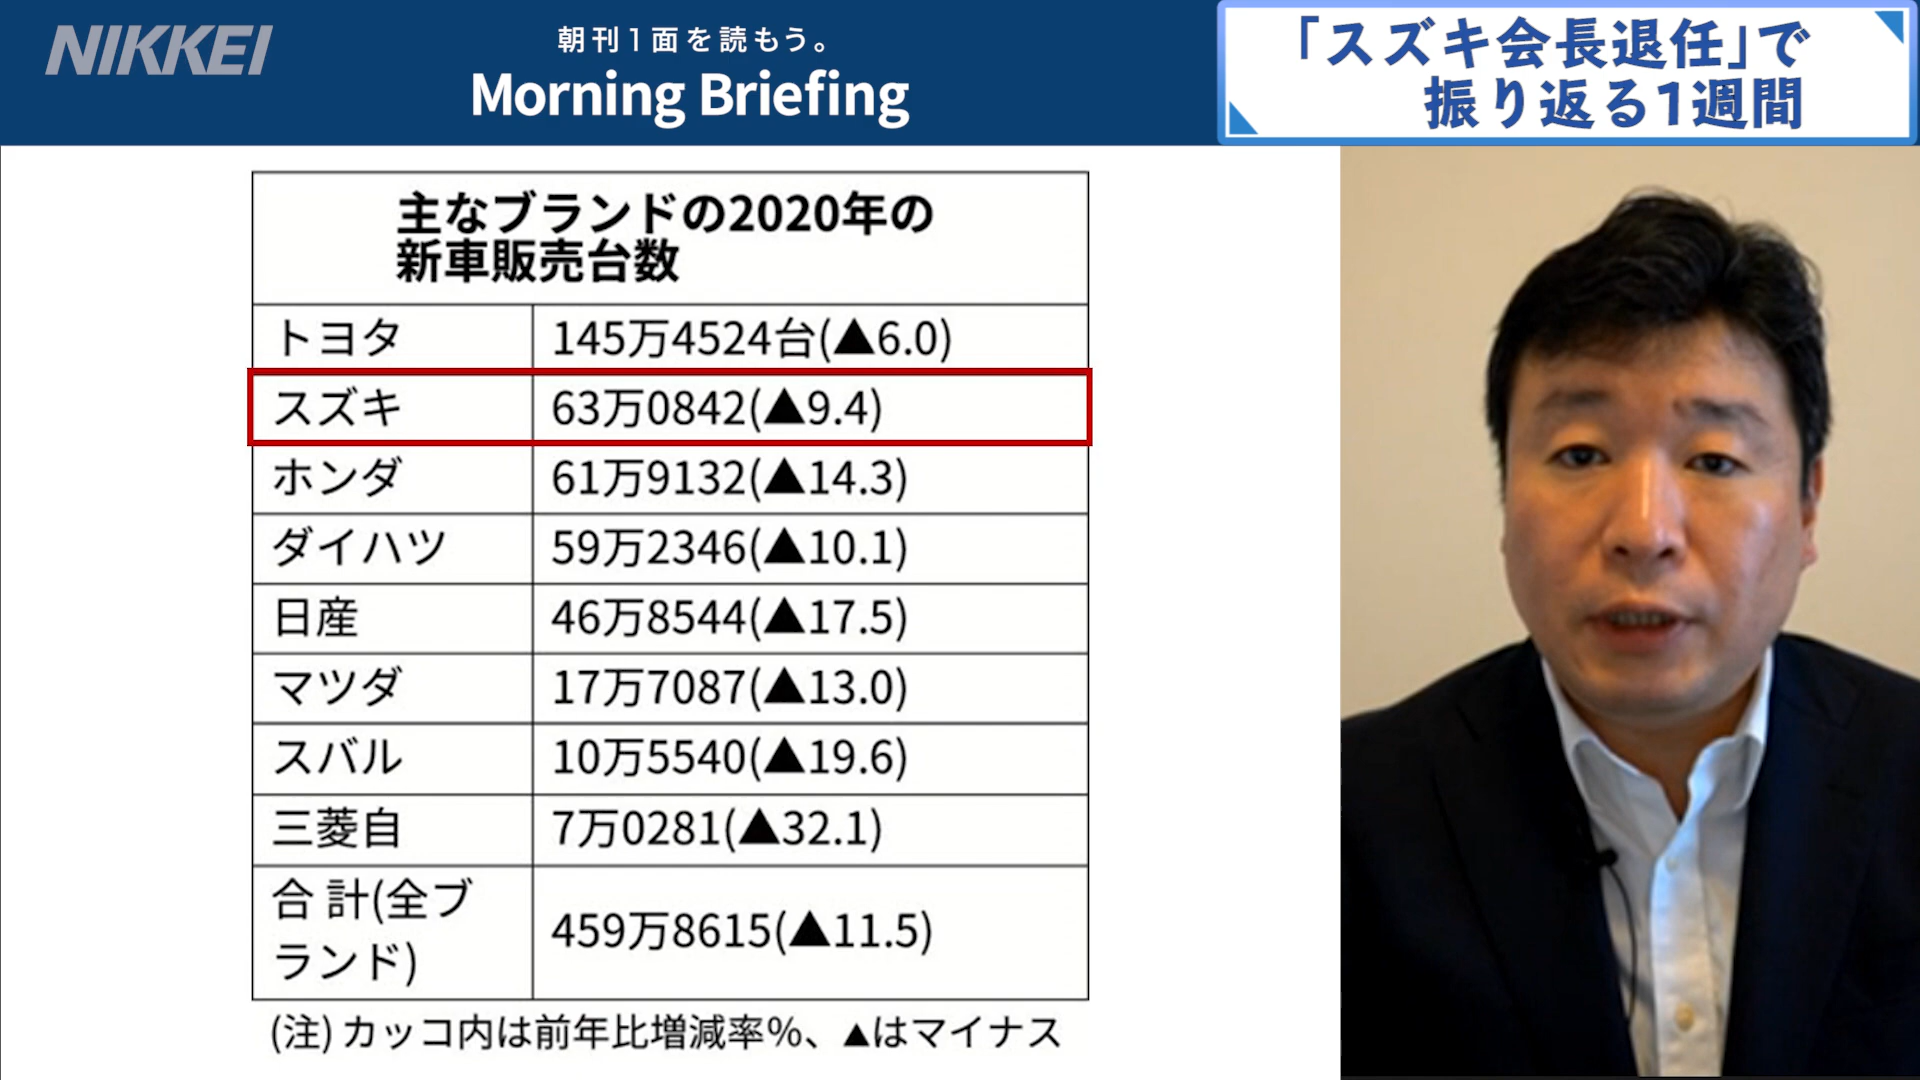 NIKKEI
朝刊1面を読もう。
Morning Briefing
「スズキ会長退任」で
振り返る1週間
主なブランドの2020年の
新車販売台数
トヨタ 145万4524台(▲6.0)
スズキ 63万0842(▲9.4)
ホンダ 61万9132(▲14.3)
ダイハツ 59万2346(▲10.1)
日産 46万8544(▲17.5)
マツダ 17万7087(▲13.0)
スバル 10万5540(▲19.6)
三菱自 7万0281(▲32.1)
合 計(全ブ
ランド) 459万8615(▲11.5)
(注) カッコ内は前年比増減率%、▲はマイナス